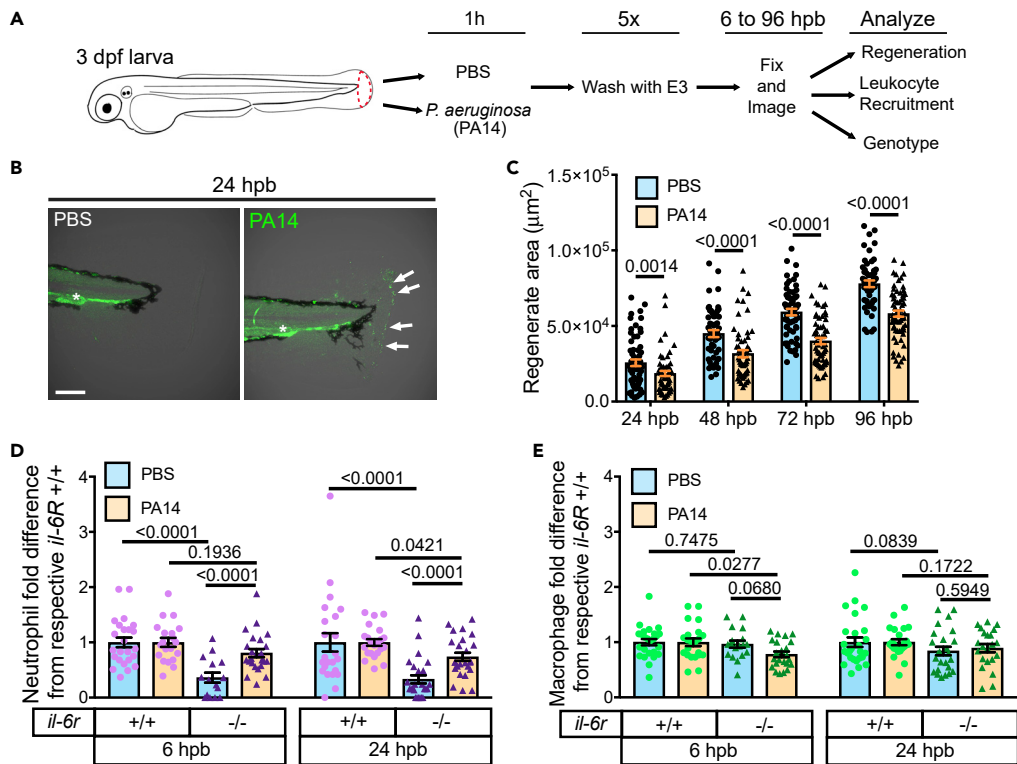 A
1h
5x
6 to 96 hpb
Analyze
3 dpf larva
PBS
P. aeruginosa
(PA14)
Wash with E3
Fix
and
Image
Regeneration
Leukocyte
Recruitment
Genotype
B
24 hpb
PBS
*
PA14
*
C
Regenerate area (μm²)
1.5×10⁵
1.0×10⁵
5.0×10⁴
0.0
PBS
PA14
0.0014
<0.0001
<0.0001
<0.0001
24 hpb
48 hpb
72 hpb
96 hpb
D
Neutrophil fold difference
from respective il-6R +/+
4
3
2
1
0
PBS
PA14
<0.0001
0.1936
<0.0001
<0.0001
0.0421
<0.0001
il-6r
+/+
-/-
+/+
-/-
6 hpb
24 hpb
E
Macrophage fold difference
from respective il-6R +/+
4
3
2
1
0
PBS
PA14
0.7475
0.0277
0.0680
0.0839
0.1722
0.5949
il-6r
+/+
-/-
+/+
-/-
6 hpb
24 hpb